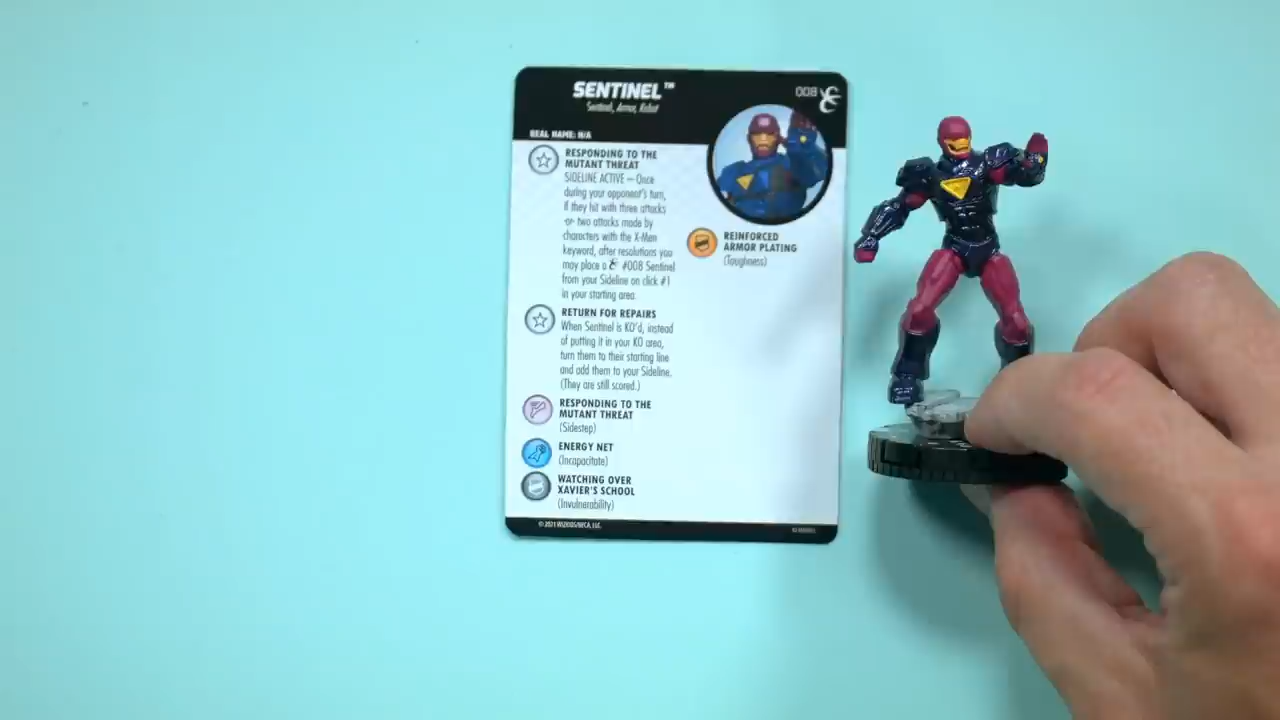 SENTINEL™
008
Sentinel, Armor, Robot
REAL NAME: N/A
RESPONDING TO THE
MUTANT THREAT
SIDELINE ACTIVE – Once
during your opponent's turn,
if they hit with three attacks
-or- two attacks made by
characters with the X-Men
keyword, after resolutions you
may place a #008 Sentinel
from your Sideline on click #1
in your starting area.
RETURN FOR REPAIRS
When Sentinel is KO'd, instead
of putting it in your KO area,
turn them to their starting line
and add them to your Sideline.
(They are still scored.)
RESPONDING TO THE
MUTANT THREAT
(Sidestep)
ENERGY NET
(Incapacitate)
WATCHING OVER
XAVIER'S SCHOOL
(Invulnerability)
REINFORCED
ARMOR PLATING
(Toughness)
© 2021 WIZKIDS/NECA, LLC.